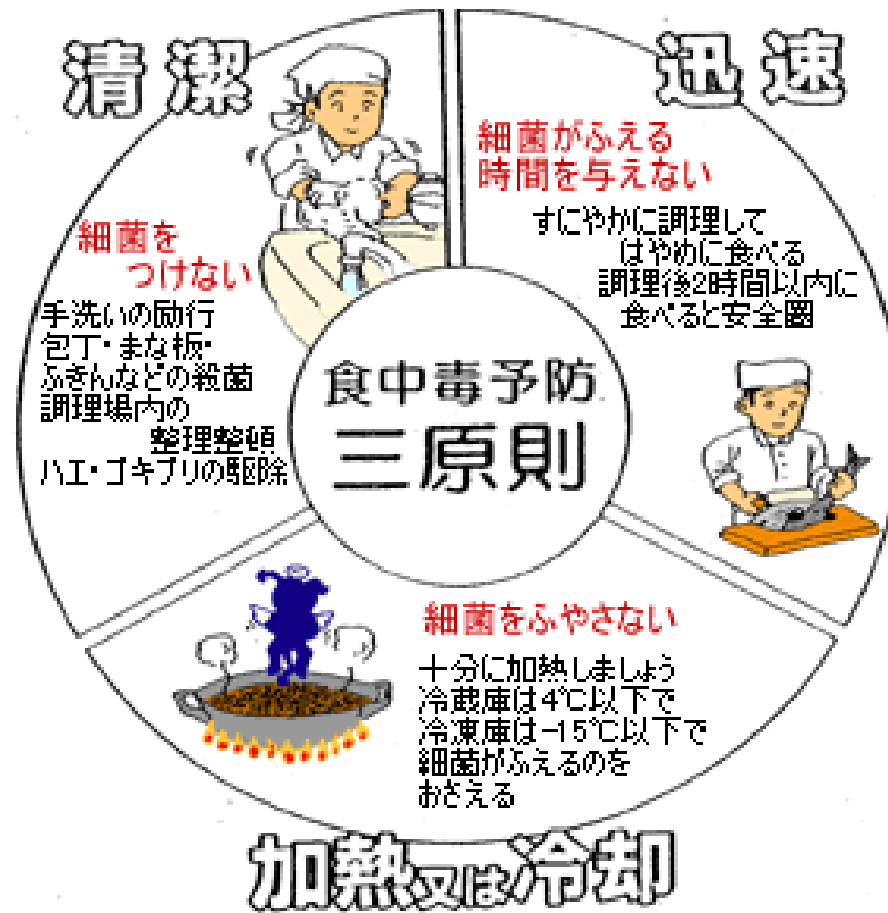 清潔
細菌を
つけない
手洗いの励行
包丁・まな板・
ふきんなどの殺菌
調理場内の
整理整頓
ハエ・ゴキブリの駆除
迅速
細菌がふえる
時間を与えない
すにやかに調理して
はやめに食べる
調理後2時間以内に
食べると安全圏
食中毒予防
三原則
細菌をふやさない
十分に加熱しましょう
冷蔵庫は4℃以下で
冷凍庫は-15℃以下で
細菌がふえるのを
おさえる
加熱又は冷却